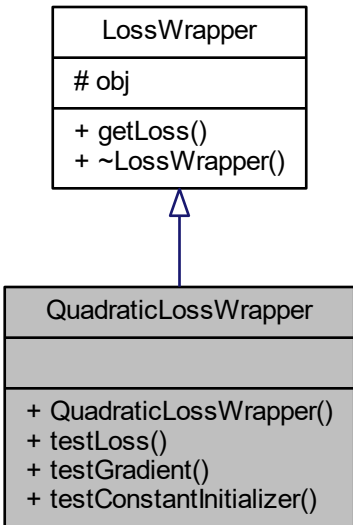 LossWrapper
# obj
+ getLoss()
+ ~LossWrapper()
QuadraticLossWrapper
+ QuadraticLossWrapper()
+ testLoss()
+ testGradient()
+ testConstantInitializer()